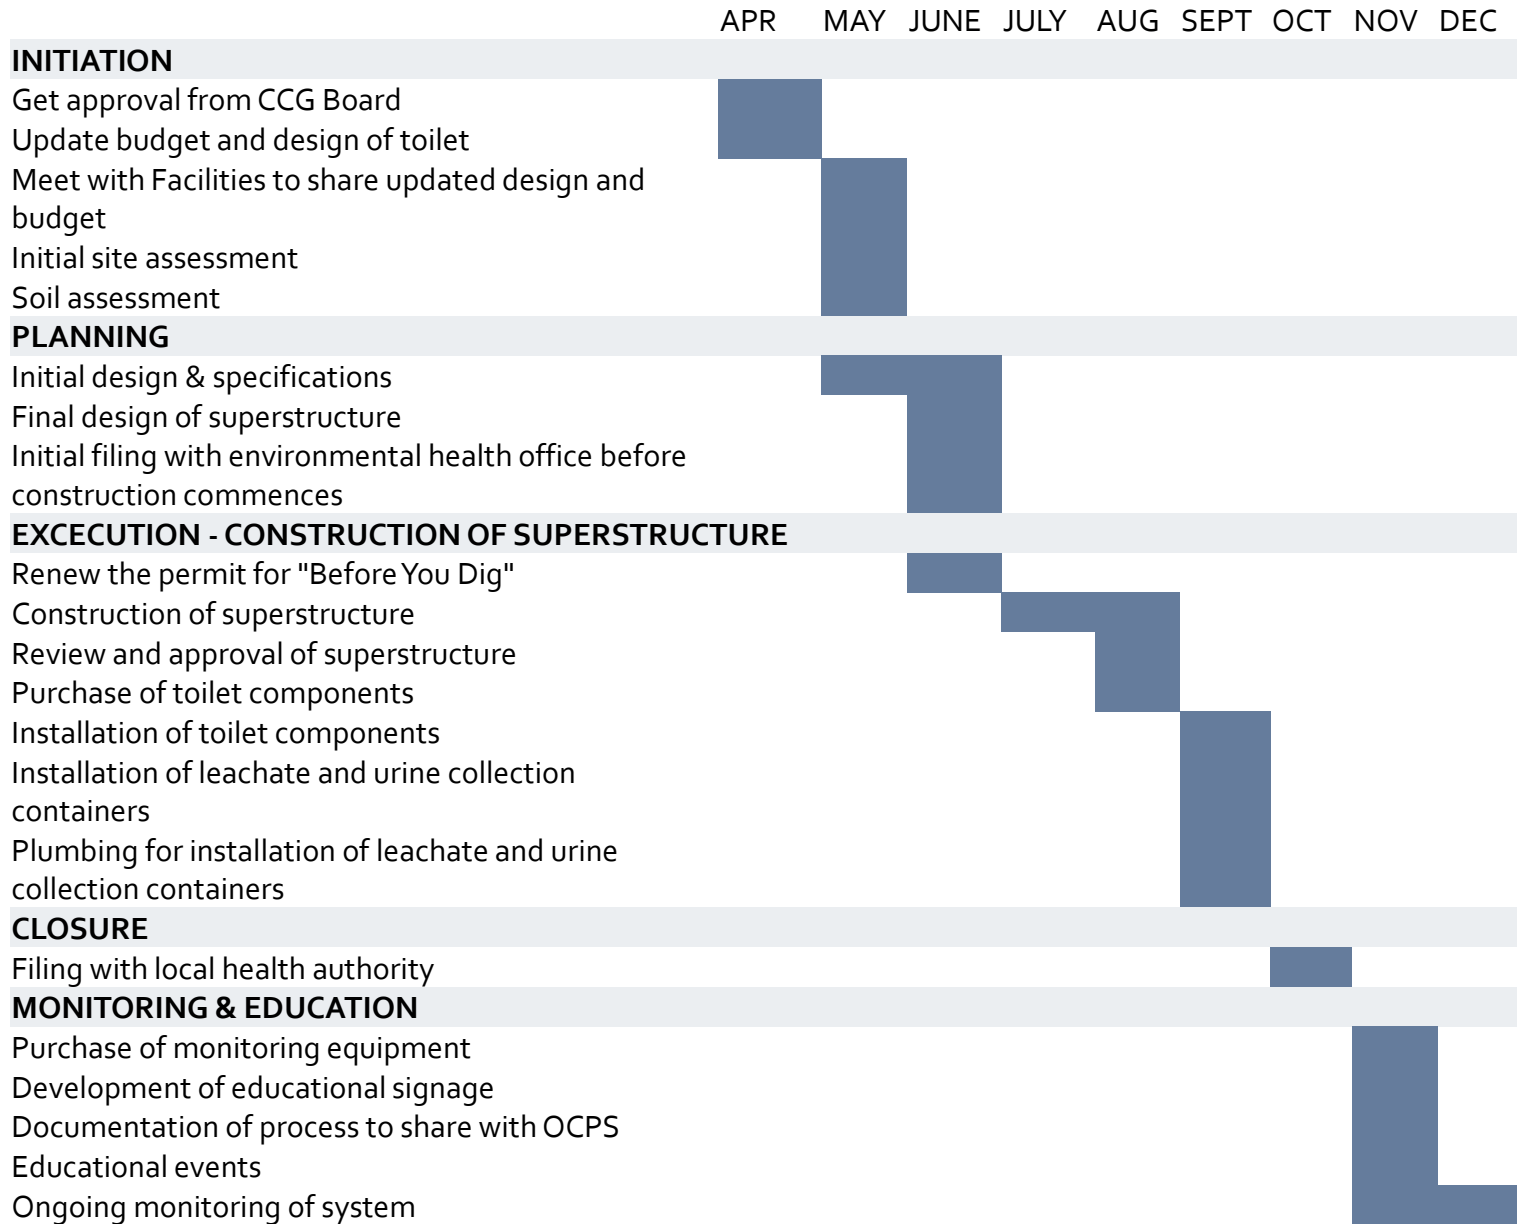 APR MAY JUNE JULY AUG SEPT OCT NOV DEC
INITIATION
Get approval from CCG Board
Update budget and design of toilet
Meet with Facilities to share updated design and
budget
Initial site assessment
Soil assessment
PLANNING
Initial design & specifications
Final design of superstructure
Initial filing with environmental health office before
construction commences
EXCECUTION - CONSTRUCTION OF SUPERSTRUCTURE
Renew the permit for "Before You Dig"
Construction of superstructure
Review and approval of superstructure
Purchase of toilet components
Installation of toilet components
Installation of leachate and urine collection
containers
Plumbing for installation of leachate and urine
collection containers
CLOSURE
Filing with local health authority
MONITORING & EDUCATION
Purchase of monitoring equipment
Development of educational signage
Documentation of process to share with OCPS
Educational events
Ongoing monitoring of system